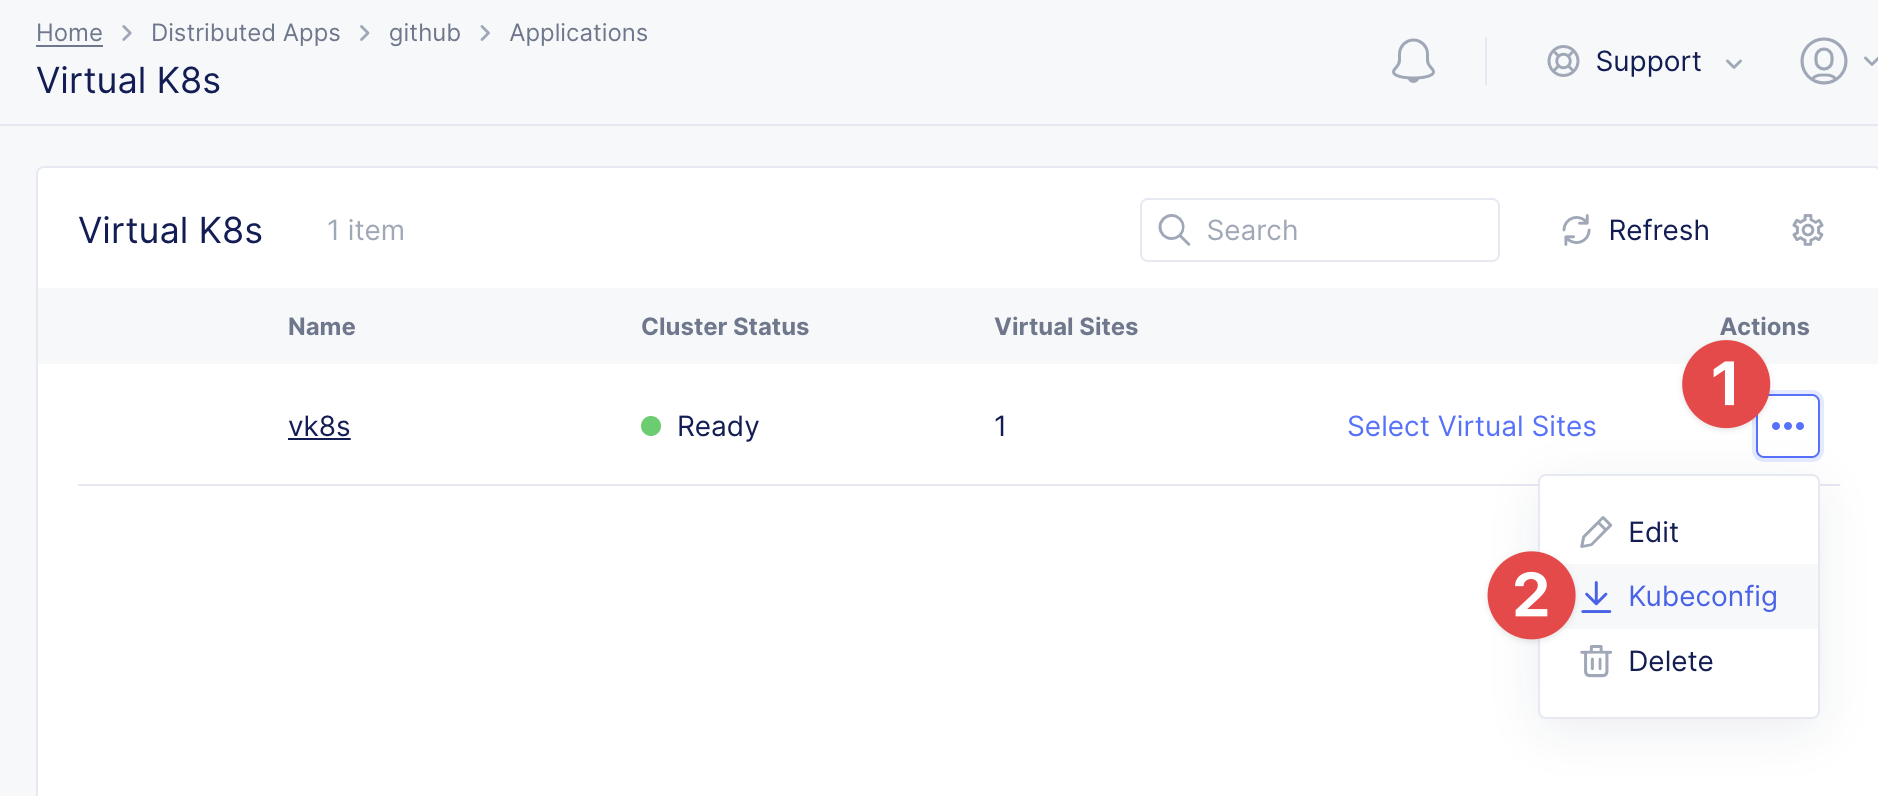 Home > Distributed Apps > github > Applications
Virtual K8s
Support
Virtual K8s 1 item Search Refresh
Name Cluster Status Virtual Sites Actions
1
vk8s Ready 1 Select Virtual Sites •••
Edit
2 Kubeconfig
Delete